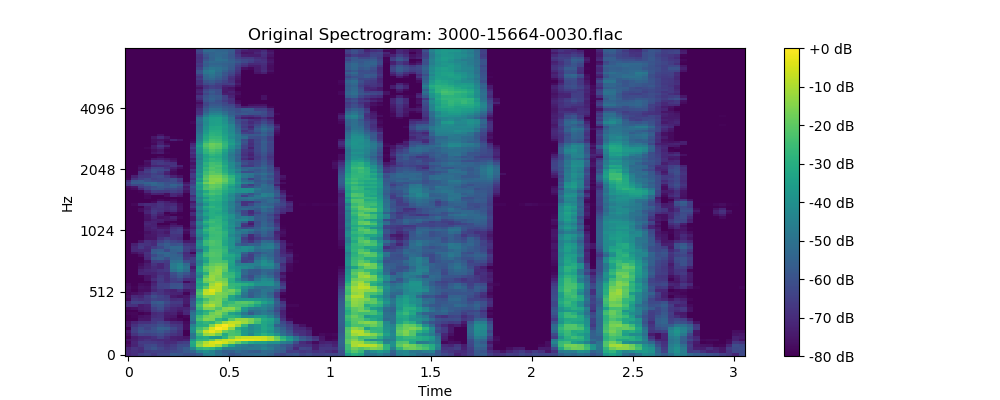 Original Spectrogram: 3000-15664-0030.flac
Hz
4096
2048
1024
512
0
0
0.5
1
1.5
2
2.5
3
Time
+0 dB
-10 dB
-20 dB
-30 dB
-40 dB
-50 dB
-60 dB
-70 dB
-80 dB